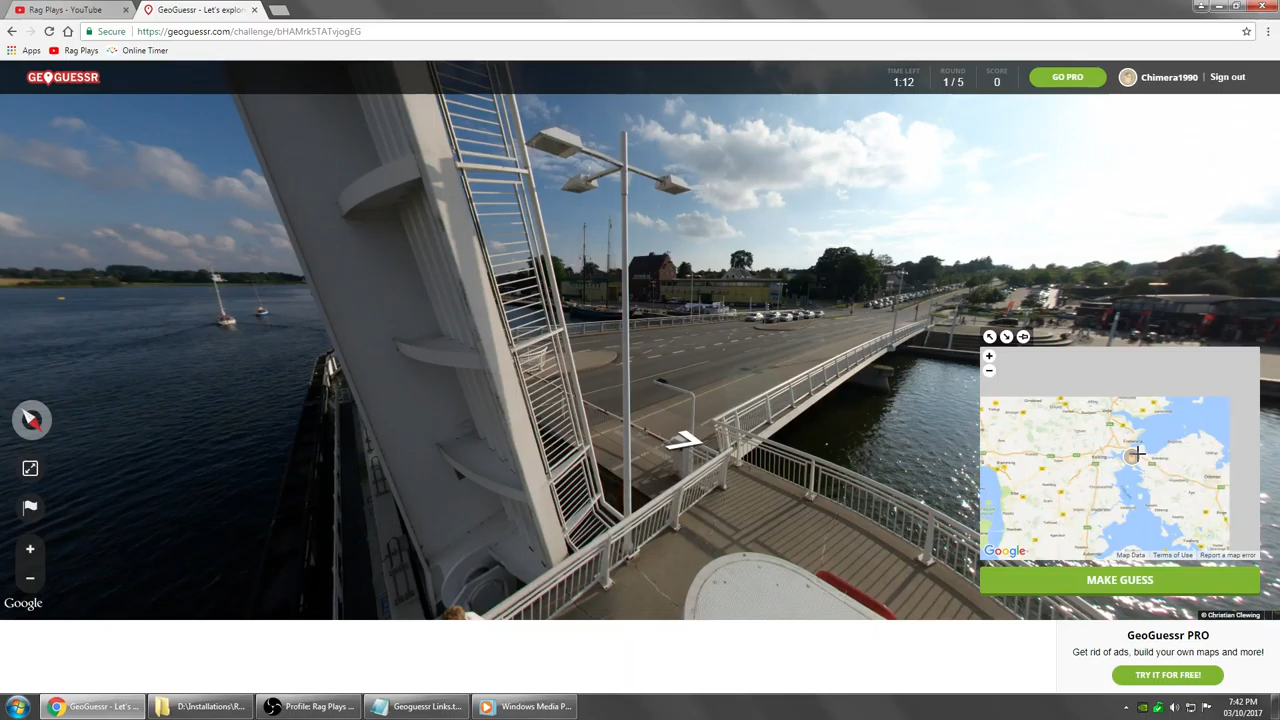 Rag Plays - YouTube
GeoGuessr - Let's explor
Secure
https://geoguessr.com/challenge/bHAMrk5TATvjogEG
Apps
Rag Plays
Online Timer
GEOGUESSR
TIME LEFT
1:12
ROUND
1 / 5
SCORE
0
GO PRO
Chimera1990
Sign out
Google
Google
Map Data
Terms of Use
Report a map error
MAKE GUESS
© Christian Clewing
GeoGuessr PRO
Get rid of ads, build your own maps and more!
TRY IT FOR FREE!
GeoGuessr - Let's ...
D:\Installations\R...
Profile: Rag Plays ...
Geoguessr Links.t...
Windows Media P...
7:42 PM
03/10/2017